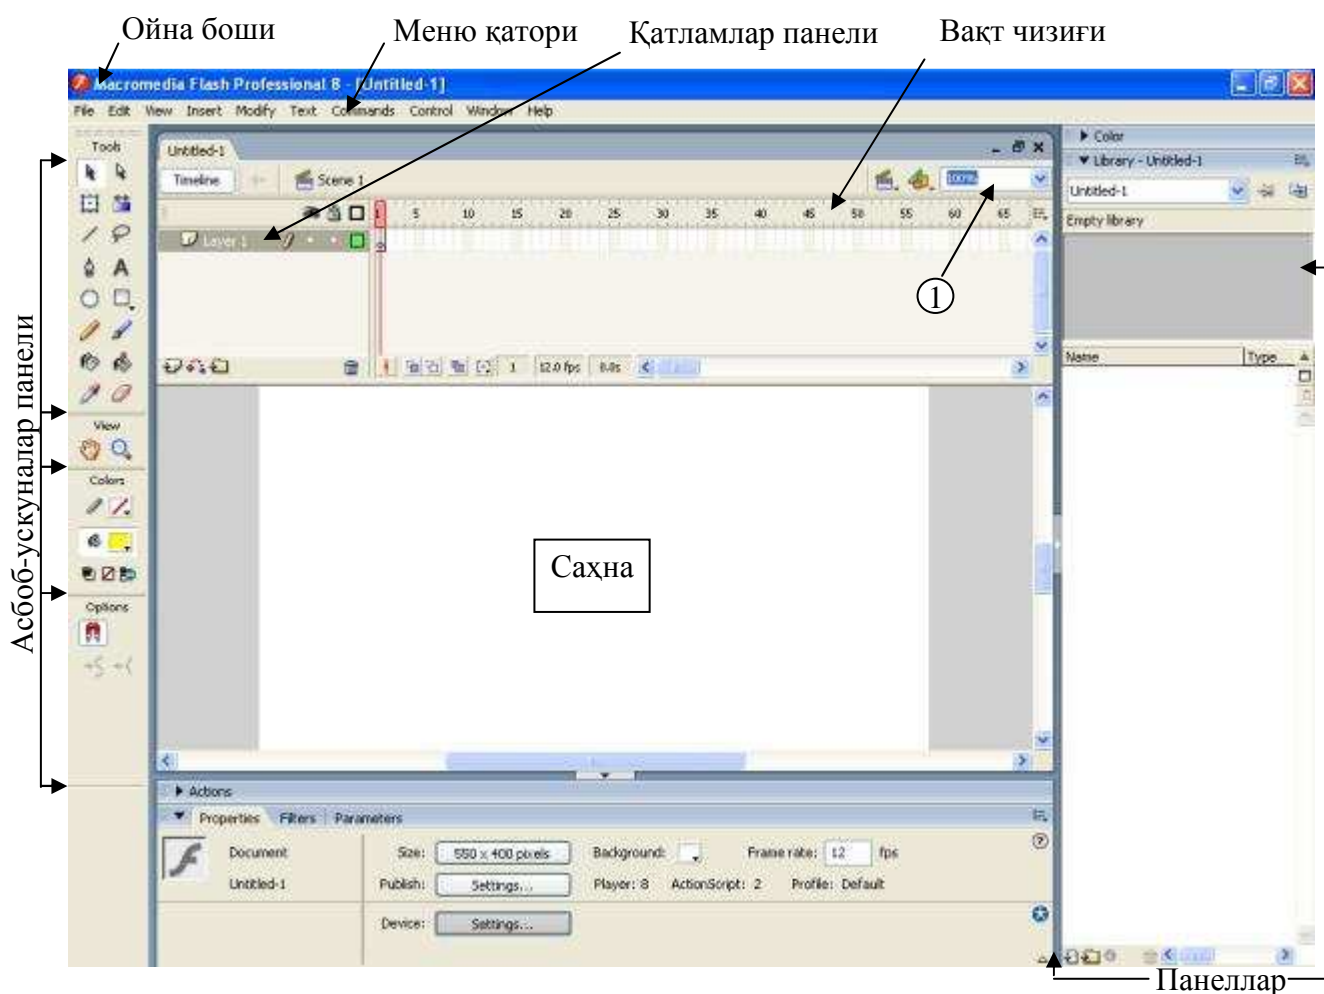 Ойна боши
Меню қатори
Қатламлар панели
Вақт чизиғи
Macromedia Flash Professional 8 - [Untitled-1]
File Edit View Insert Modify Text Commands Control Window Help
Tools
Untitled-1
Timeline
Scene 1
100%
1 5 10 15 20 25 30 35 40 45 50 55 60 65
Layer 1
1
1 12.0 fps 0.0s
Color
Library - Untitled-1
Untitled-1
Empty library
Name Type
View
Colors
Options
Асбоб-ускуналар панели
Саҳна
Actions
Properties Filters Parameters
Document
Untitled-1
Size: 550 x 400 pixels Background: Frame rate: 12 fps
Publish: Settings... Player: 8 ActionScript: 2 Profile: Default
Device: Settings...
Панеллар